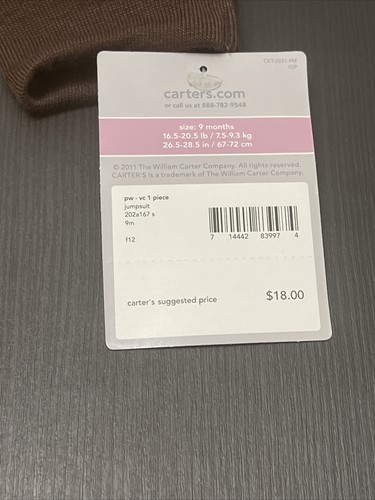 carters.com
or call us at 888-782-9548
size: 9 months
16.5-20.5 lb / 7.5-9.3 kg
26.5-28.5 in / 67-72 cm
© 2011 The William Carter Company. All rights reserved.
CARTER'S is a trademark of The William Carter Company.
pw - vc 1 piece
jumpsuit
202a167 s
9m
f12
7 14442 83997 4
carter's suggested price
$18.00